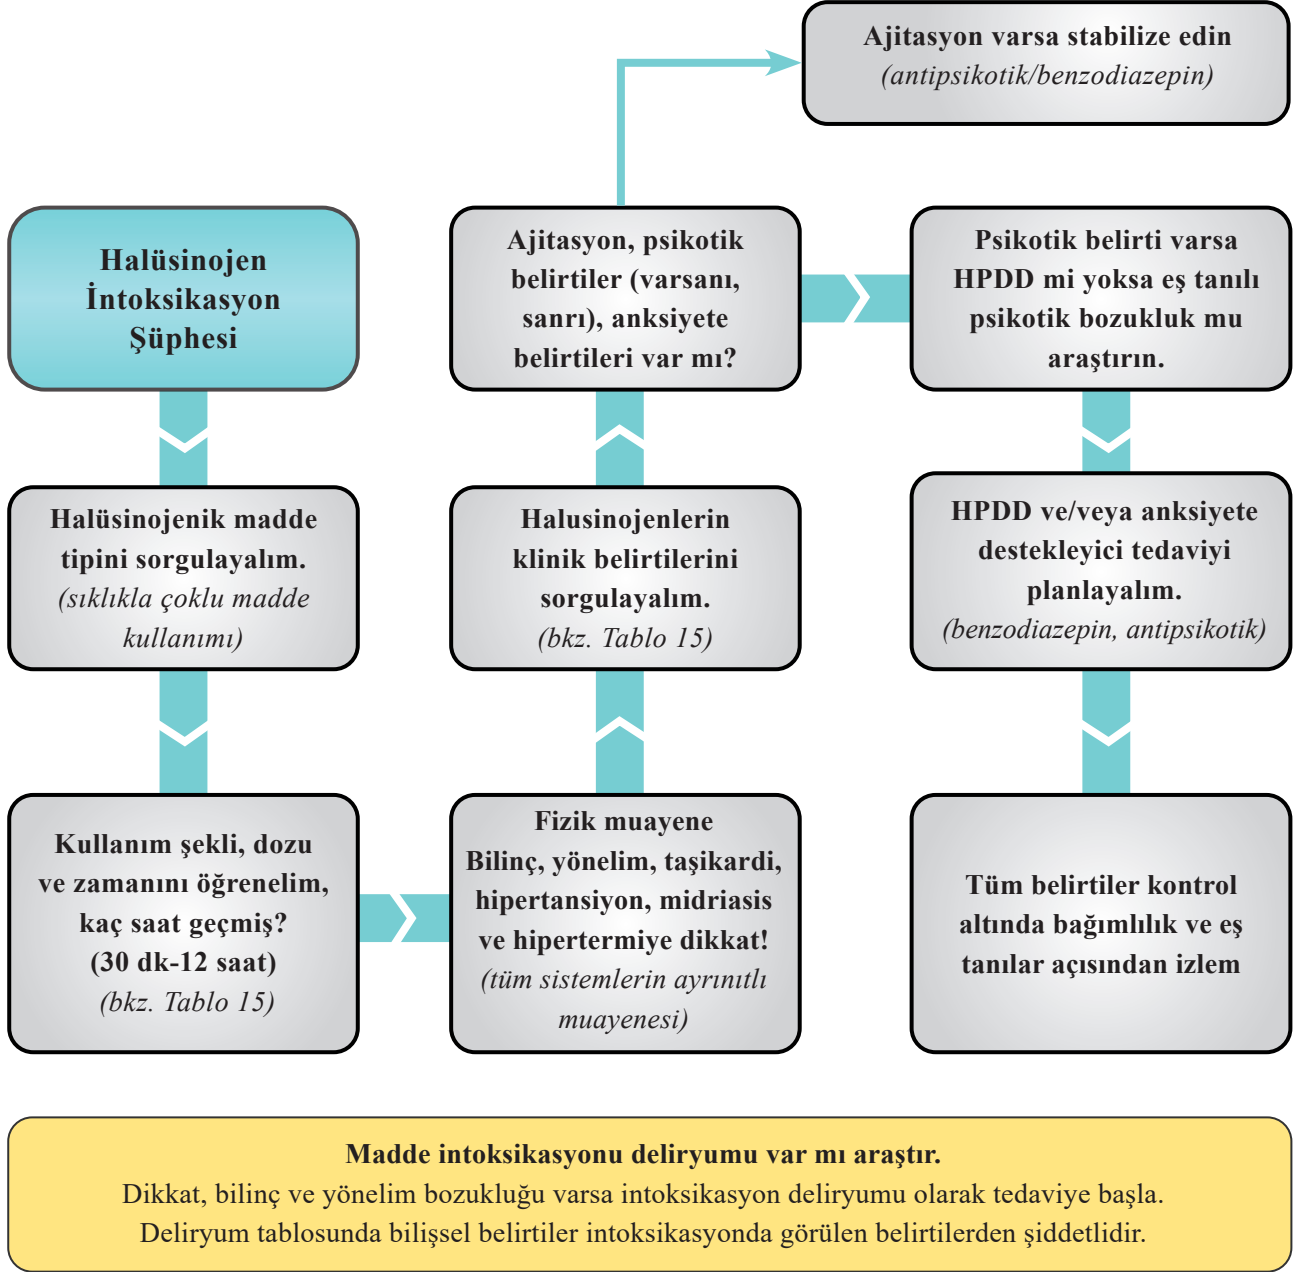 Ajitasyon varsa stabilize edin
(antipsikotik/benzodiazepin)
Halüsinojen
İntoksikasyon
Şüphesi
Halüsinojenik madde
tipini sorgulayalım.
(sıklıkla çoklu madde
kullanımı)
Kullanım şekli, dozu
ve zamanını öğrenelim,
kaç saat geçmiş?
(30 dk-12 saat)
(bkz. Tablo 15)
Fizik muayene
Bilinç, yönelim, taşikardi,
hipertansiyon, midriasis
ve hipertermiye dikkat!
(tüm sistemlerin ayrınıtlı
muayenesi)
Halusinojenlerin
klinik belirtilerini
sorgulayalım.
(bkz. Tablo 15)
Ajitasyon, psikotik
belirtiler (varsanı,
sanrı), anksiyete
belirtileri var mı?
Psikotik belirti varsa
HPDD mi yoksa eş tanılı
psikotik bozukluk mu
araştırın.
HPDD ve/veya anksiyete
destekleyici tedaviyi
planlayalım.
(benzodiazepin, antipsikotik)
Tüm belirtiler kontrol
altında bağımlılık ve eş
tanılar açısından izlem
Madde intoksikasyonu deliryumu var mı araştır.
Dikkat, bilinç ve yönelim bozukluğu varsa intoksikasyon deliryumu olarak tedaviye başla.
Deliryum tablosunda bilişsel belirtiler intoksikasyonda görülen belirtilerden şiddetlidir.